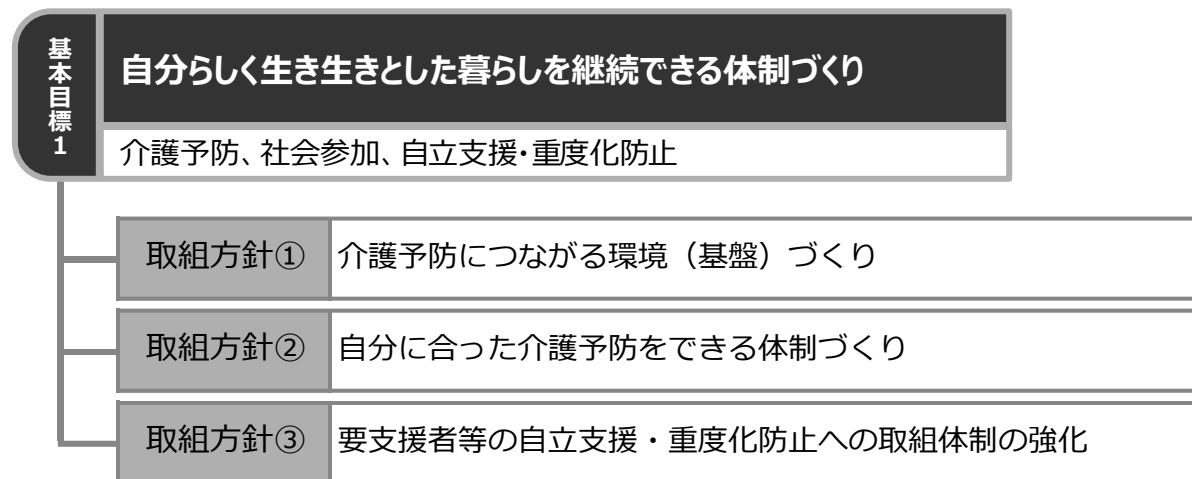 基本目標1
自分らしく生き生きとした暮らしを継続できる体制づくり
介護予防、社会参加、自立支援・重度化防止
取組方針① 介護予防につながる環境（基盤）づくり
取組方針② 自分に合った介護予防をできる体制づくり
取組方針③ 要支援者等の自立支援・重度化防止への取組体制の強化